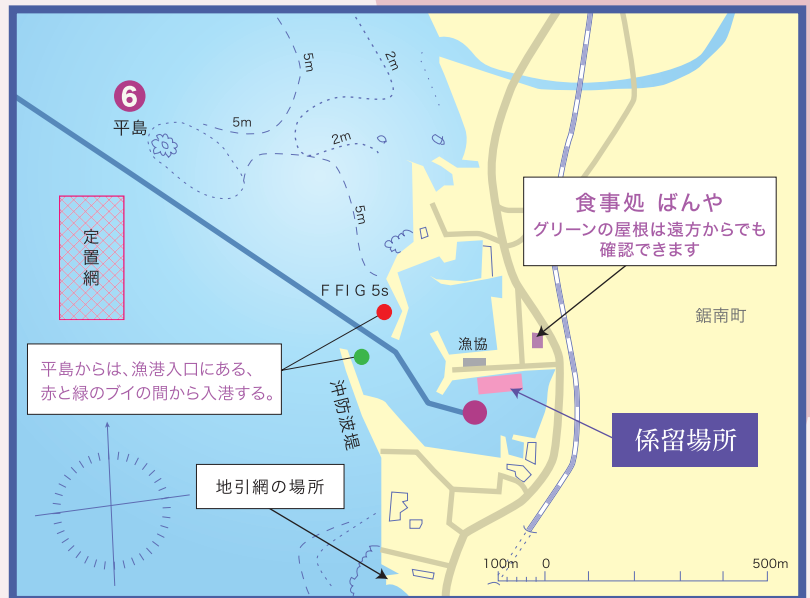 5m
2m
6
平島
5m
2m
5m
定置網
食事処 ばんや
グリーンの屋根は遠方からでも
確認できます
F FI G 5s
鋸南町
漁協
平島からは、漁港入口にある、
赤と緑のブイの間から入港する。
沖防波堤
係留場所
地引網の場所
100m 0 500m